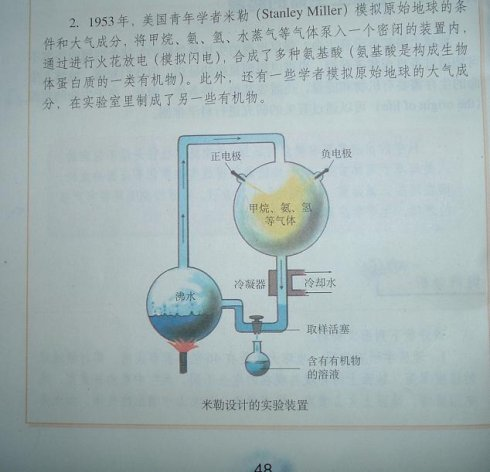 2. 1953年，美国青年学者米勒（Stanley Miller）模拟原始地球的条
件和大气成分，将甲烷、氨、氢、水蒸气等气体泵入一个密闭的装置内，
通过进行火花放电（模拟闪电），合成了多种氨基酸（氨基酸是构成生物
体蛋白质的一类有机物）。此外，还有一些学者模拟原始地球的大气成
分，在实验室里制成了另一些有机物。
正电极
负电极
甲烷、氨、氢
等气体
冷凝器
冷却水
沸水
取样活塞
含有有机物
的溶液
米勒设计的实验装置
48